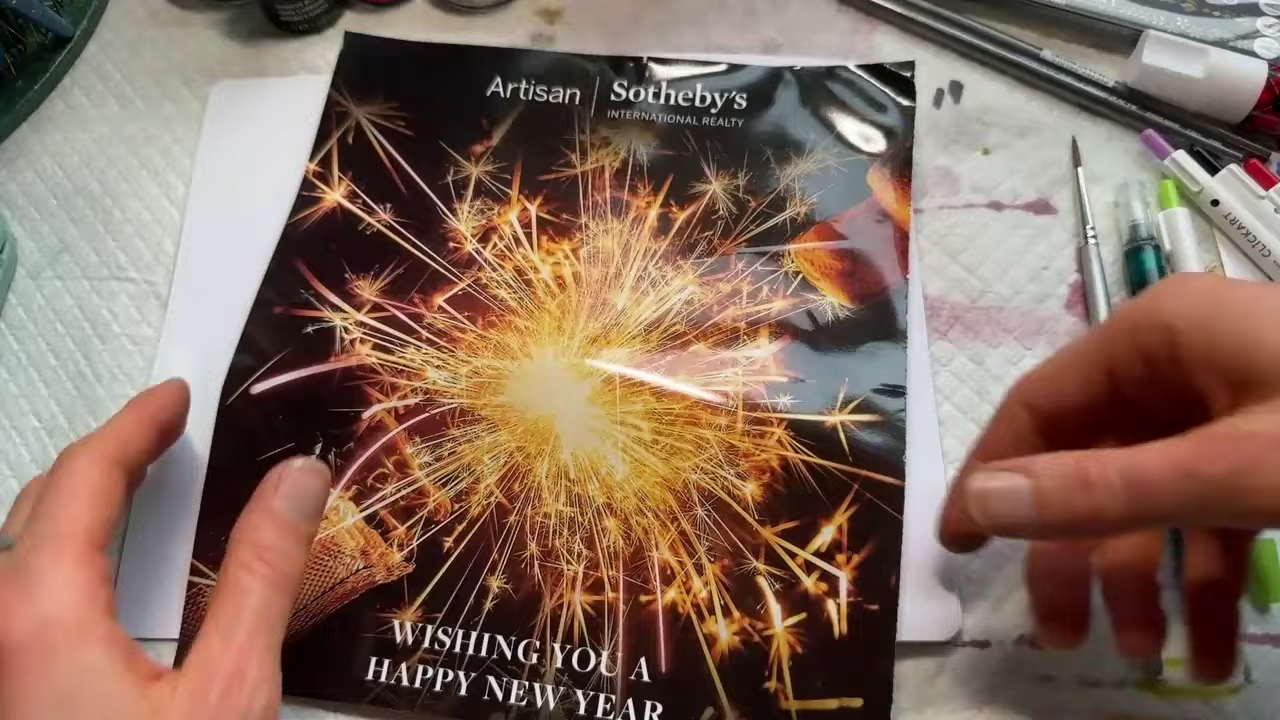 Artisan | Sotheby's
INTERNATIONAL REALTY
WISHING YOU A
HAPPY NEW YEAR
CLICKART